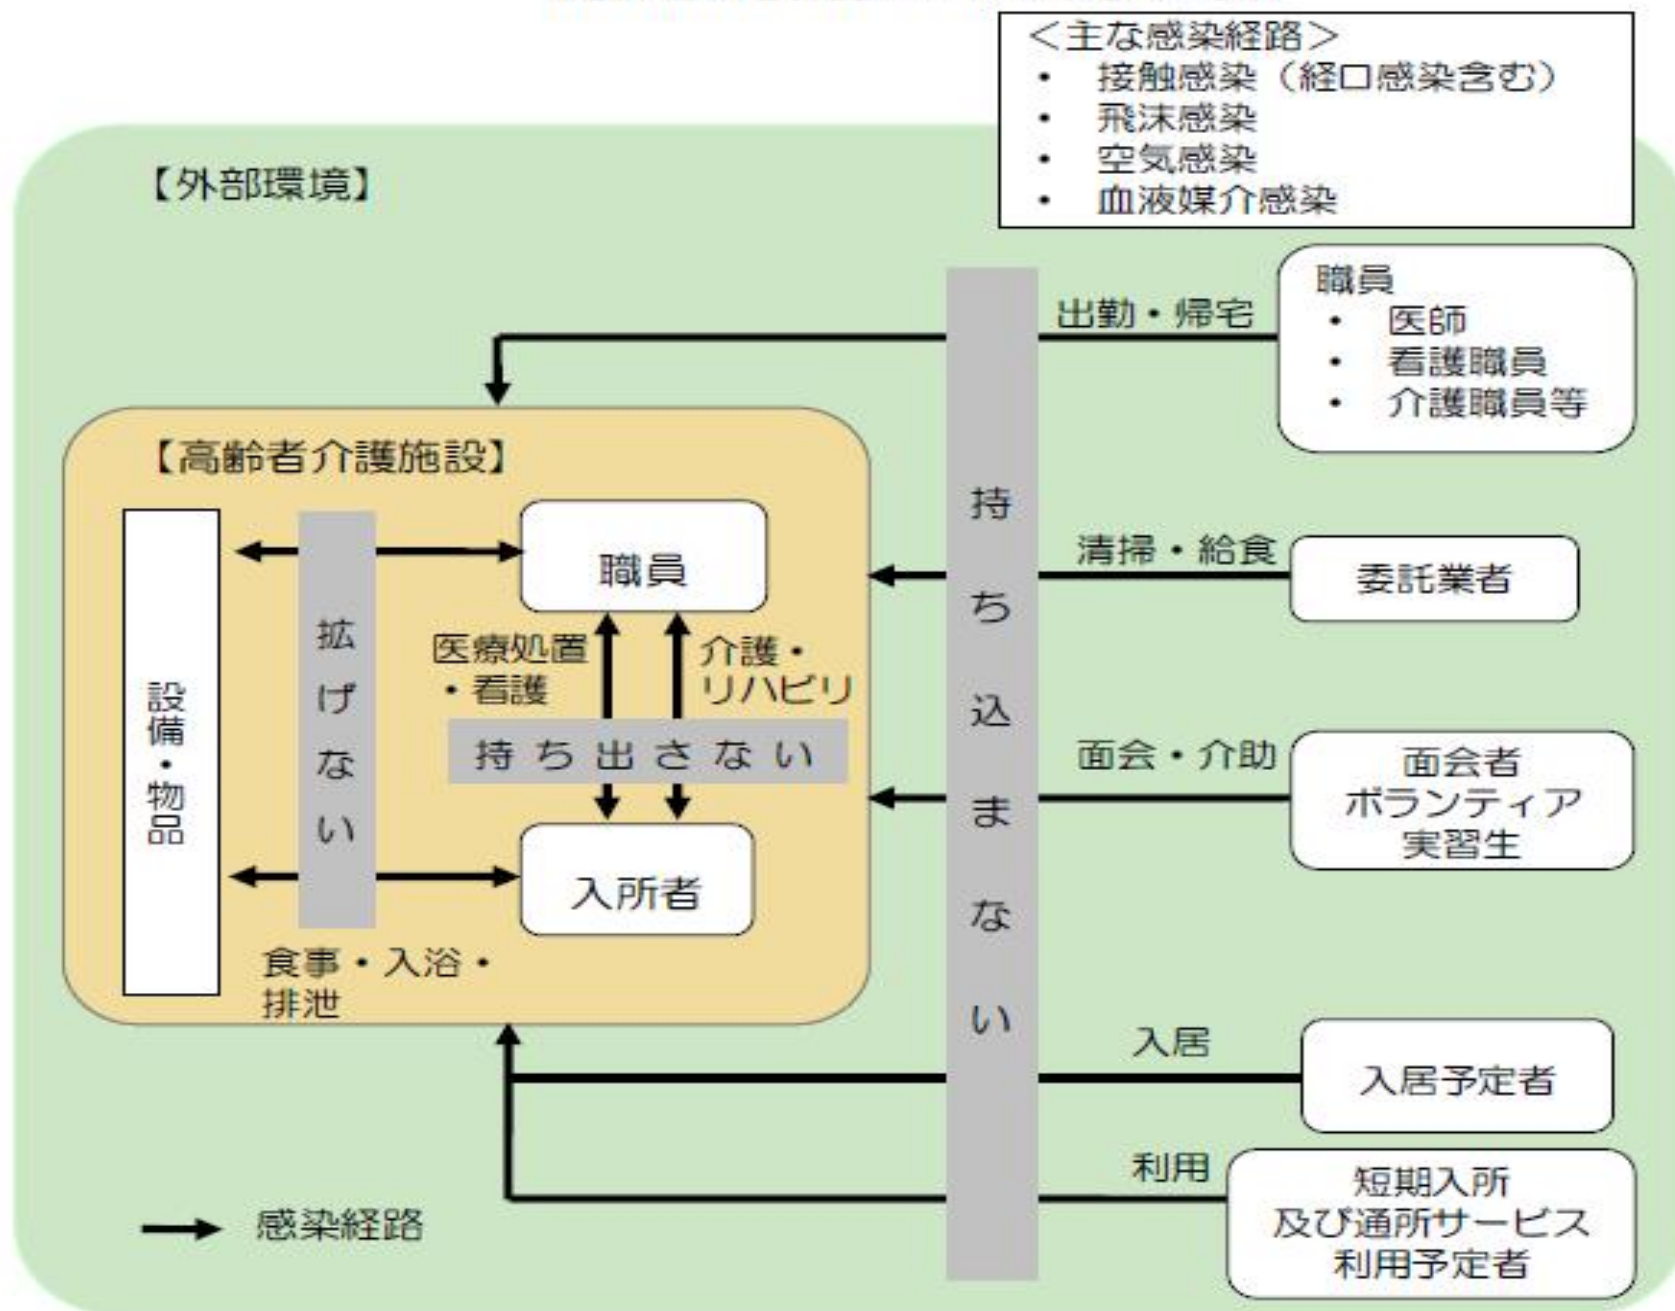 <主な感染経路>
・ 接触感染（経口感染含む）
・ 飛沫感染
・ 空気感染
・ 血液媒介感染
【外部環境】
出勤・帰宅
職員
・ 医師
・ 看護職員
・ 介護職員等
【高齢者介護施設】
設備・物品
拡げない
職員
医療処置
・看護
介護・
リハビリ
持ち出さない
入所者
食事・入浴・
排泄
持ち込まない
清掃・給食
委託業者
面会・介助
面会者
ボランティア
実習生
入居
入居予定者
利用
短期入所
及び通所サービス
利用予定者
感染経路